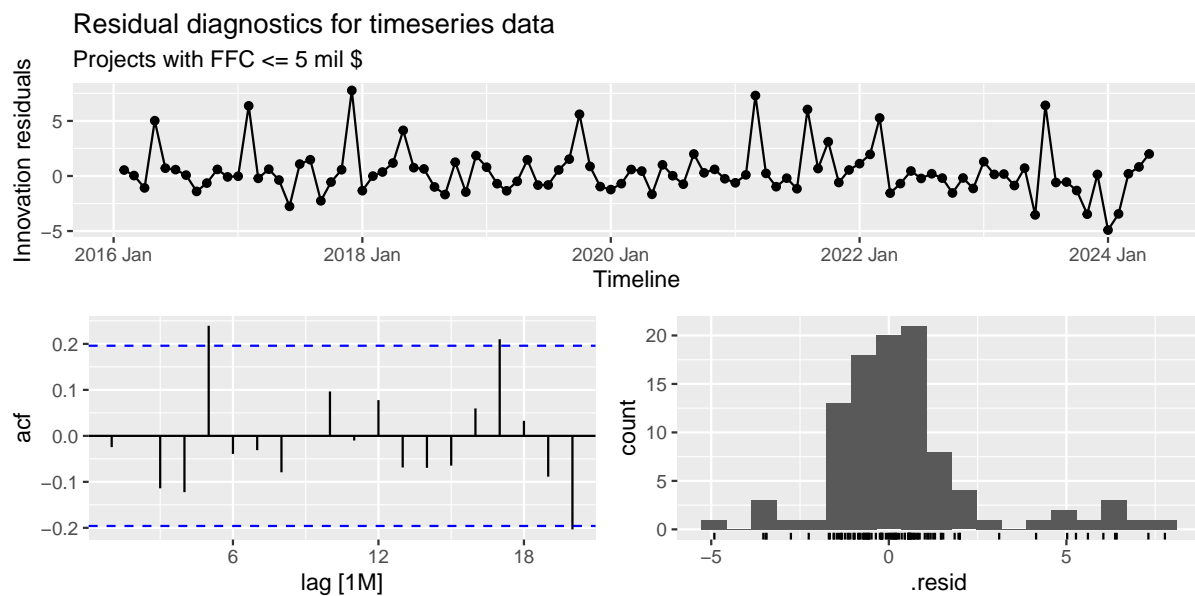 Residual diagnostics for timeseries data
Projects with FFC <= 5 mil $
Innovation residuals
5
0
−5
2016 Jan
2018 Jan
2020 Jan
2022 Jan
2024 Jan
Timeline
acf
0.2
0.1
0.0
−0.1
−0.2
6
12
18
lag [1M]
count
20
15
10
5
0
−5
0
5
.resid